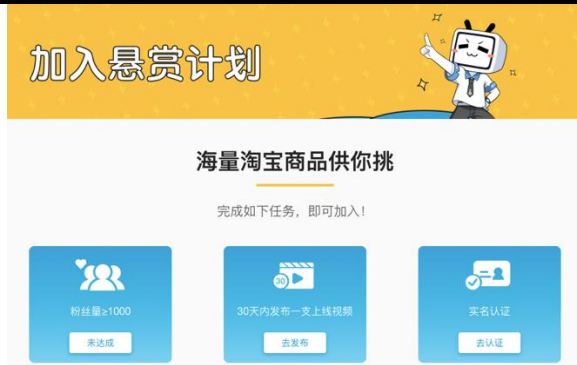 加入悬赏计划
海量淘宝商品供你挑
完成如下任务，即可加入！
粉丝量≥1000
未达成
30
30天内发布一支上线视频
去发布
实名认证
去认证